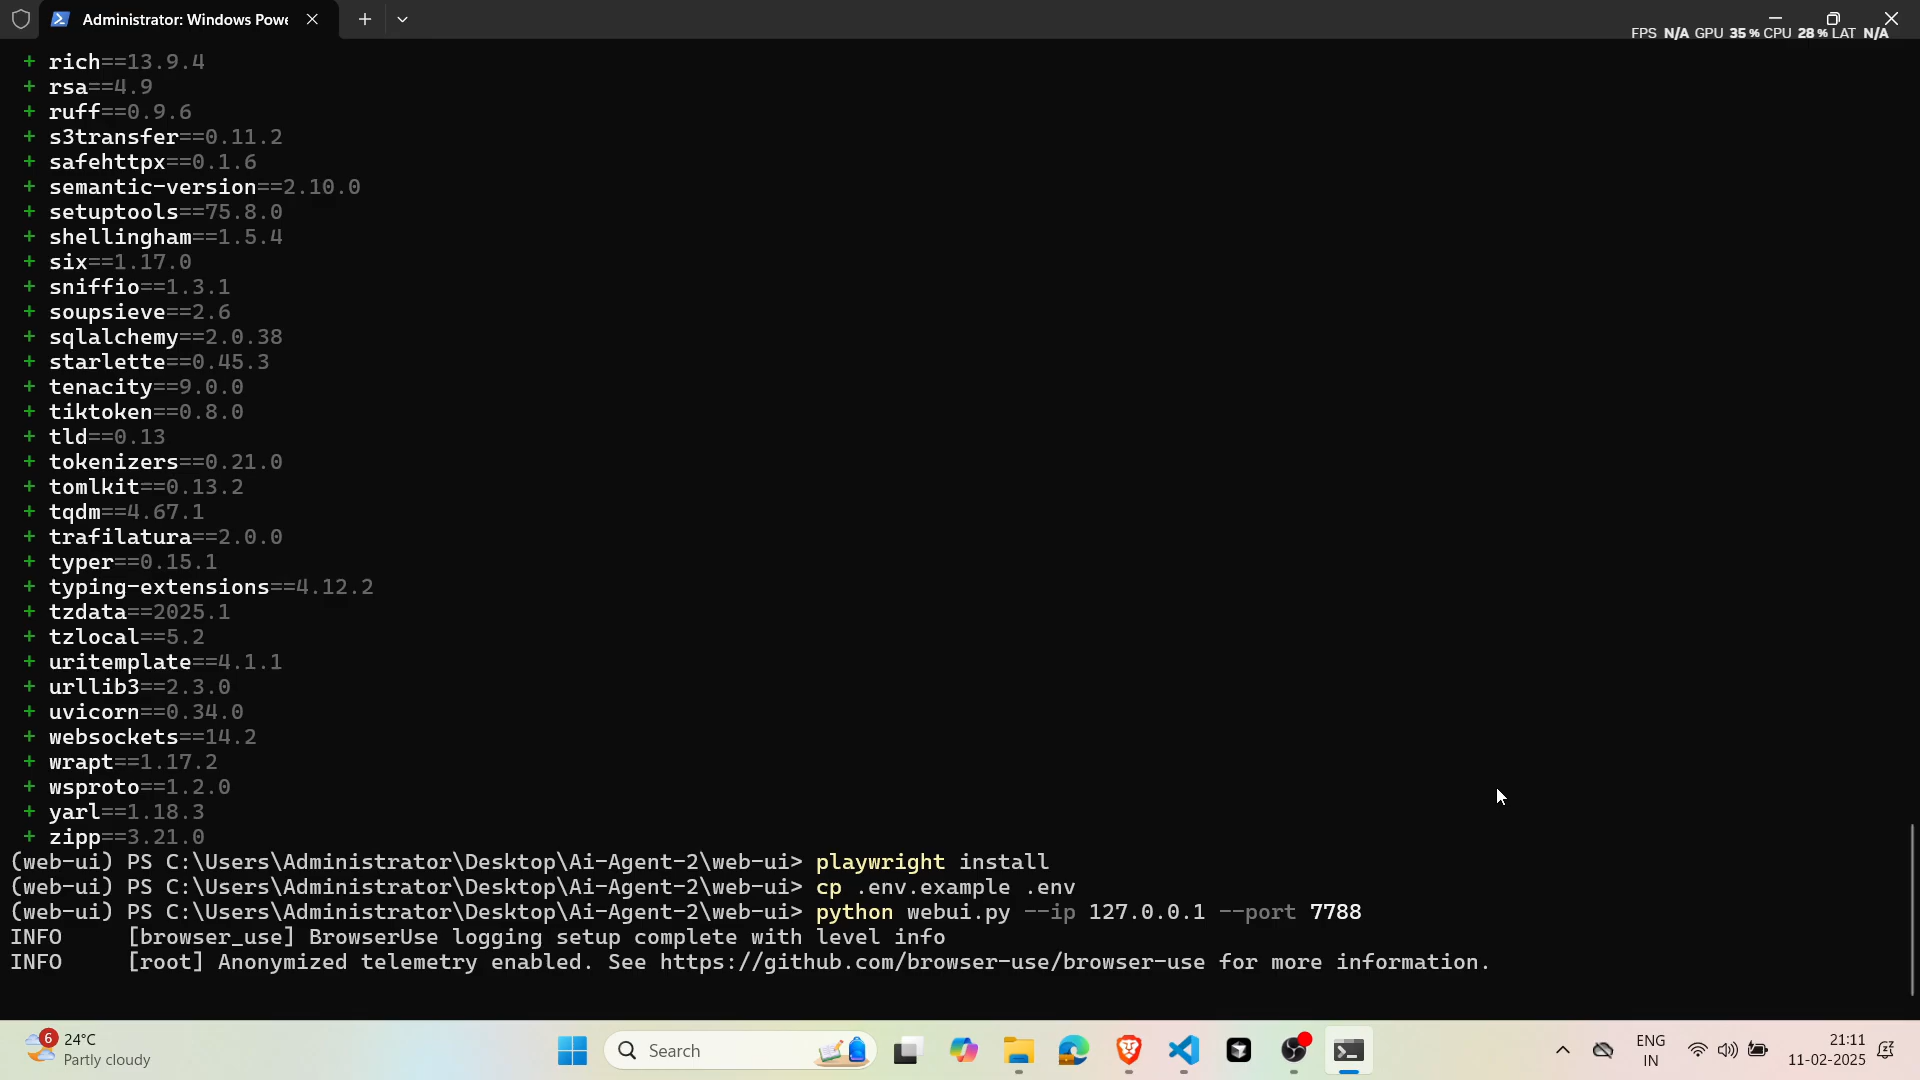 Administrator: Windows Powe
FPS N/A GPU 35 % CPU 28 % LAT N/A
+ rich==13.9.4
+ rsa==4.9
+ ruff==0.9.6
+ s3transfer==0.11.2
+ safehttpx==0.1.6
+ semantic-version==2.10.0
+ setuptools==75.8.0
+ shellingham==1.5.4
+ six==1.17.0
+ sniffio==1.3.1
+ soupsieve==2.6
+ sqlalchemy==2.0.38
+ starlette==0.45.3
+ tenacity==9.0.0
+ tiktoken==0.8.0
+ tld==0.13
+ tokenizers==0.21.0
+ tomlkit==0.13.2
+ tqdm==4.67.1
+ trafilatura==2.0.0
+ typer==0.15.1
+ typing-extensions==4.12.2
+ tzdata==2025.1
+ tzlocal==5.2
+ uritemplate==4.1.1
+ urllib3==2.3.0
+ uvicorn==0.34.0
+ websockets==14.2
+ wrapt==1.17.2
+ wsproto==1.2.0
+ yarl==1.18.3
+ zipp==3.21.0
(web-ui) PS C:\Users\Administrator\Desktop\Ai-Agent-2\web-ui> playwright install
(web-ui) PS C:\Users\Administrator\Desktop\Ai-Agent-2\web-ui> cp .env.example .env
(web-ui) PS C:\Users\Administrator\Desktop\Ai-Agent-2\web-ui> python webui.py --ip 127.0.0.1 --port 7788
INFO     [browser_use] BrowserUse logging setup complete with level info
INFO     [root] Anonymized telemetry enabled. See https://github.com/browser-use/browser-use for more information.
6
24°C
Partly cloudy
Search
ENG
IN
21:11
11-02-2025